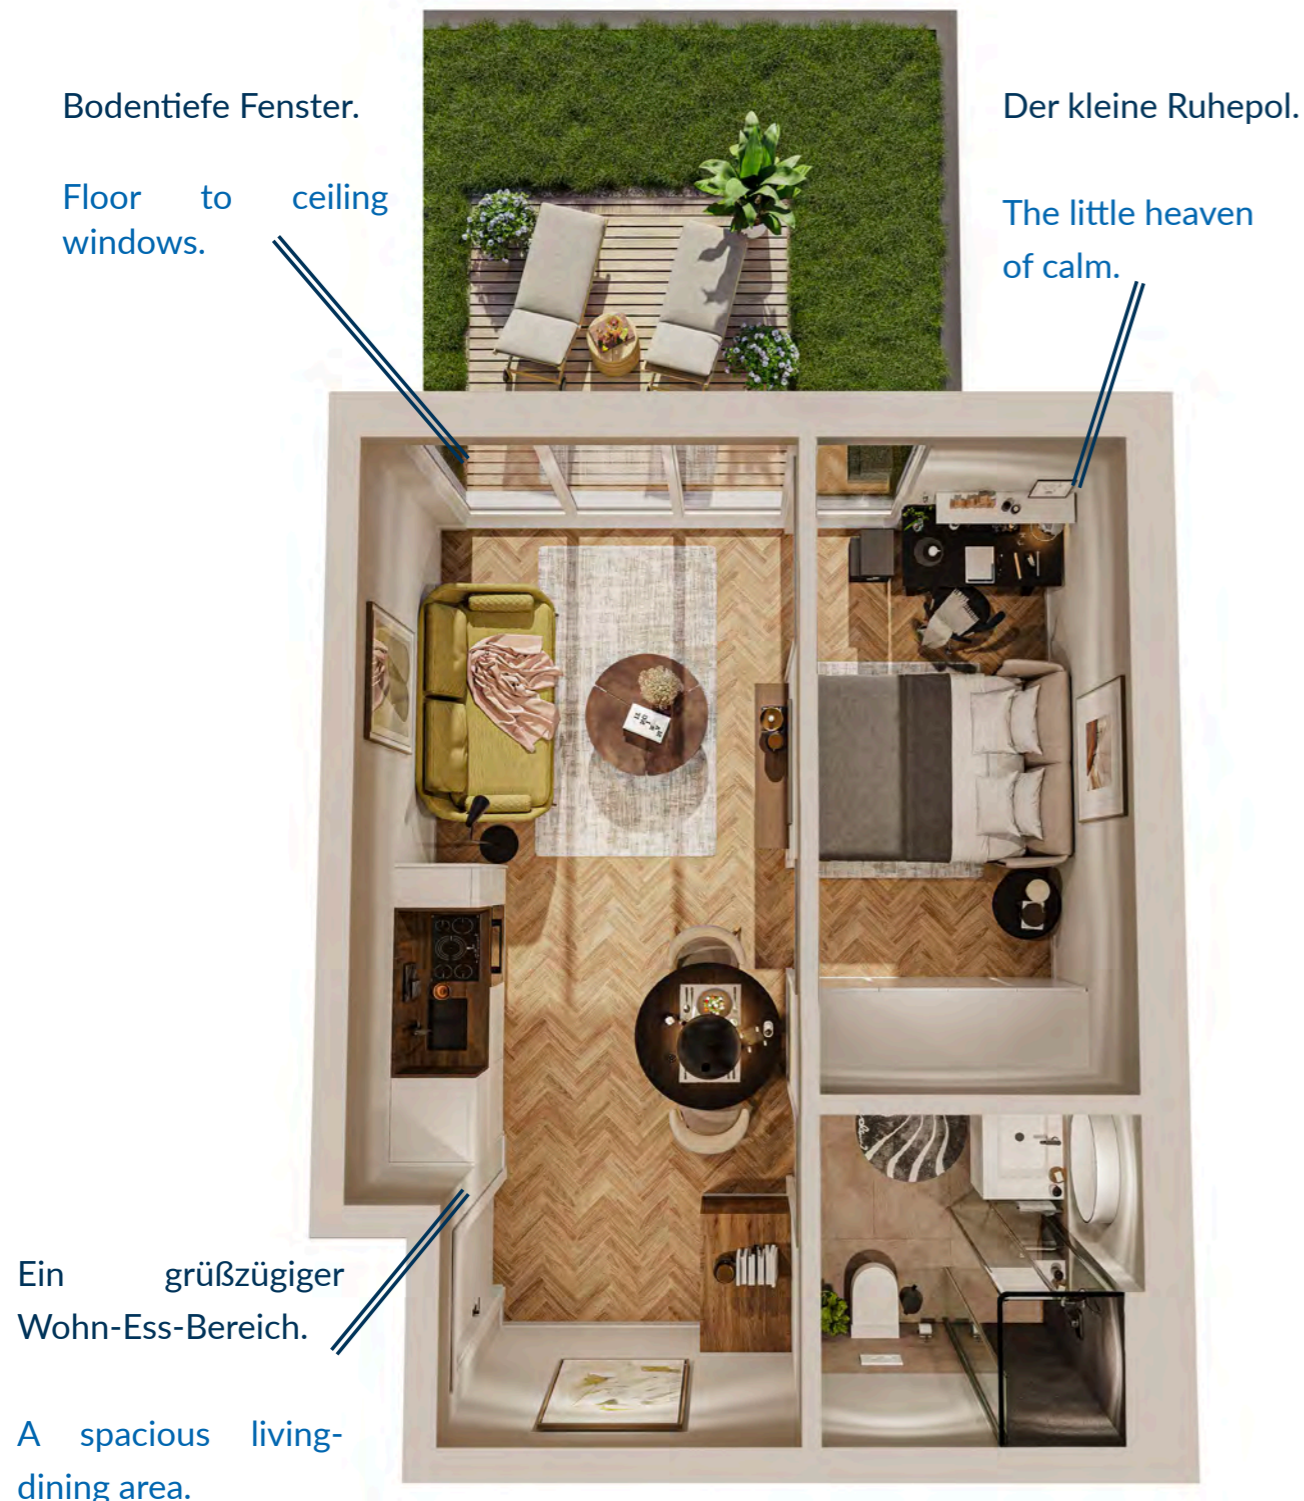 Bodentiefe Fenster.
Floor to ceiling
windows.
Der kleine Ruhepol.
The little heaven
of calm.
Ein grüßzügiger
Wohn-Ess-Bereich.
A spacious living-
dining area.